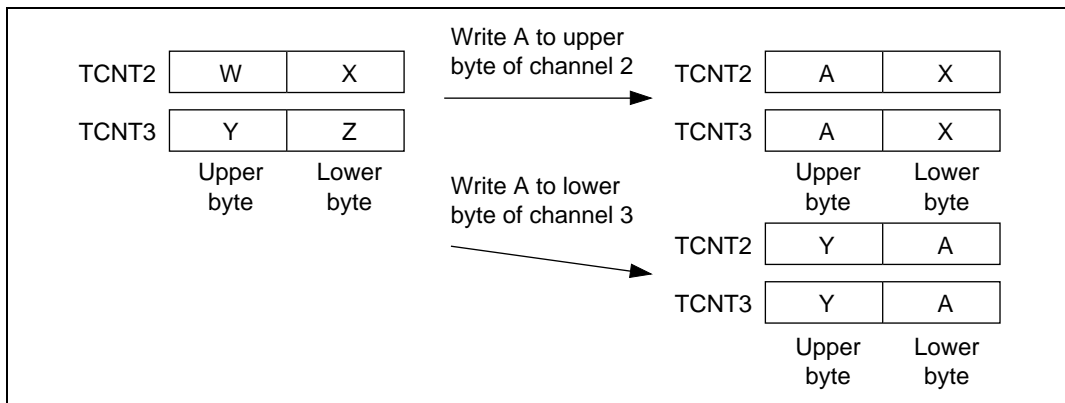 Write A to upper
byte of channel 2
TCNT2 W X
TCNT3 Y Z
Upper Lower
byte byte
TCNT2 A X
TCNT3 A X
Upper Lower
byte byte
Write A to lower
byte of channel 3
TCNT2 Y A
TCNT3 Y A
Upper Lower
byte byte